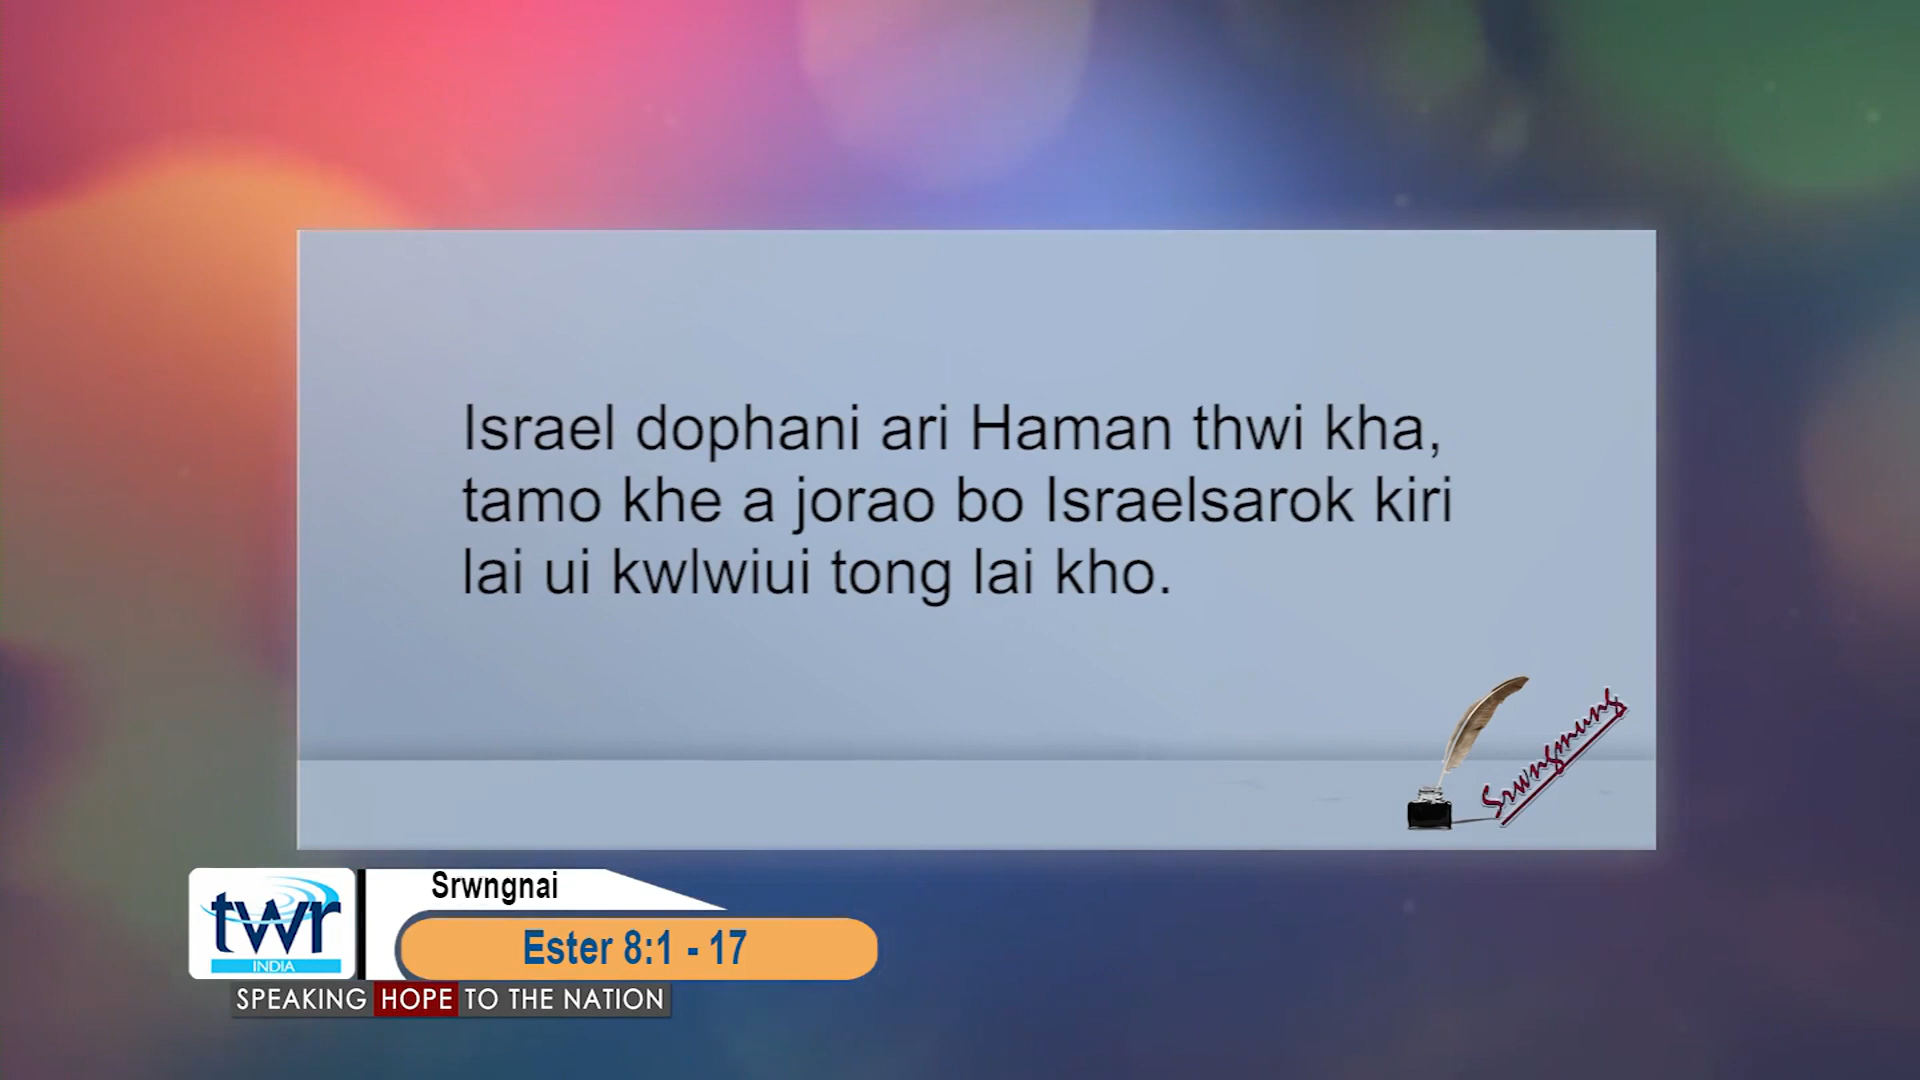 Israel dophani ari Haman thwi kha,
tamo khe a jorao bo Israelsarok kiri
lai ui kwlwiui tong lai kho.
Srwngmung
twr
INDIA
Srwngnai
Ester 8:1 - 17
SPEAKING HOPE TO THE NATION